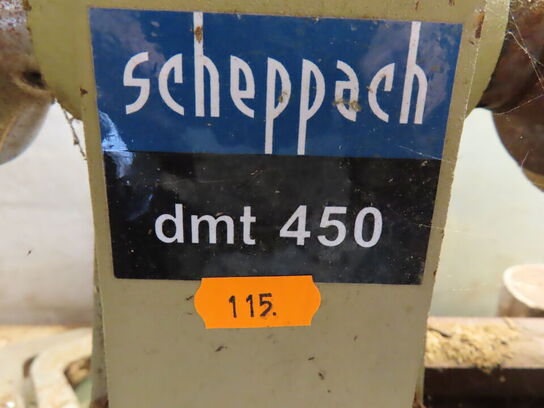 scheppach
dmt 450
115.